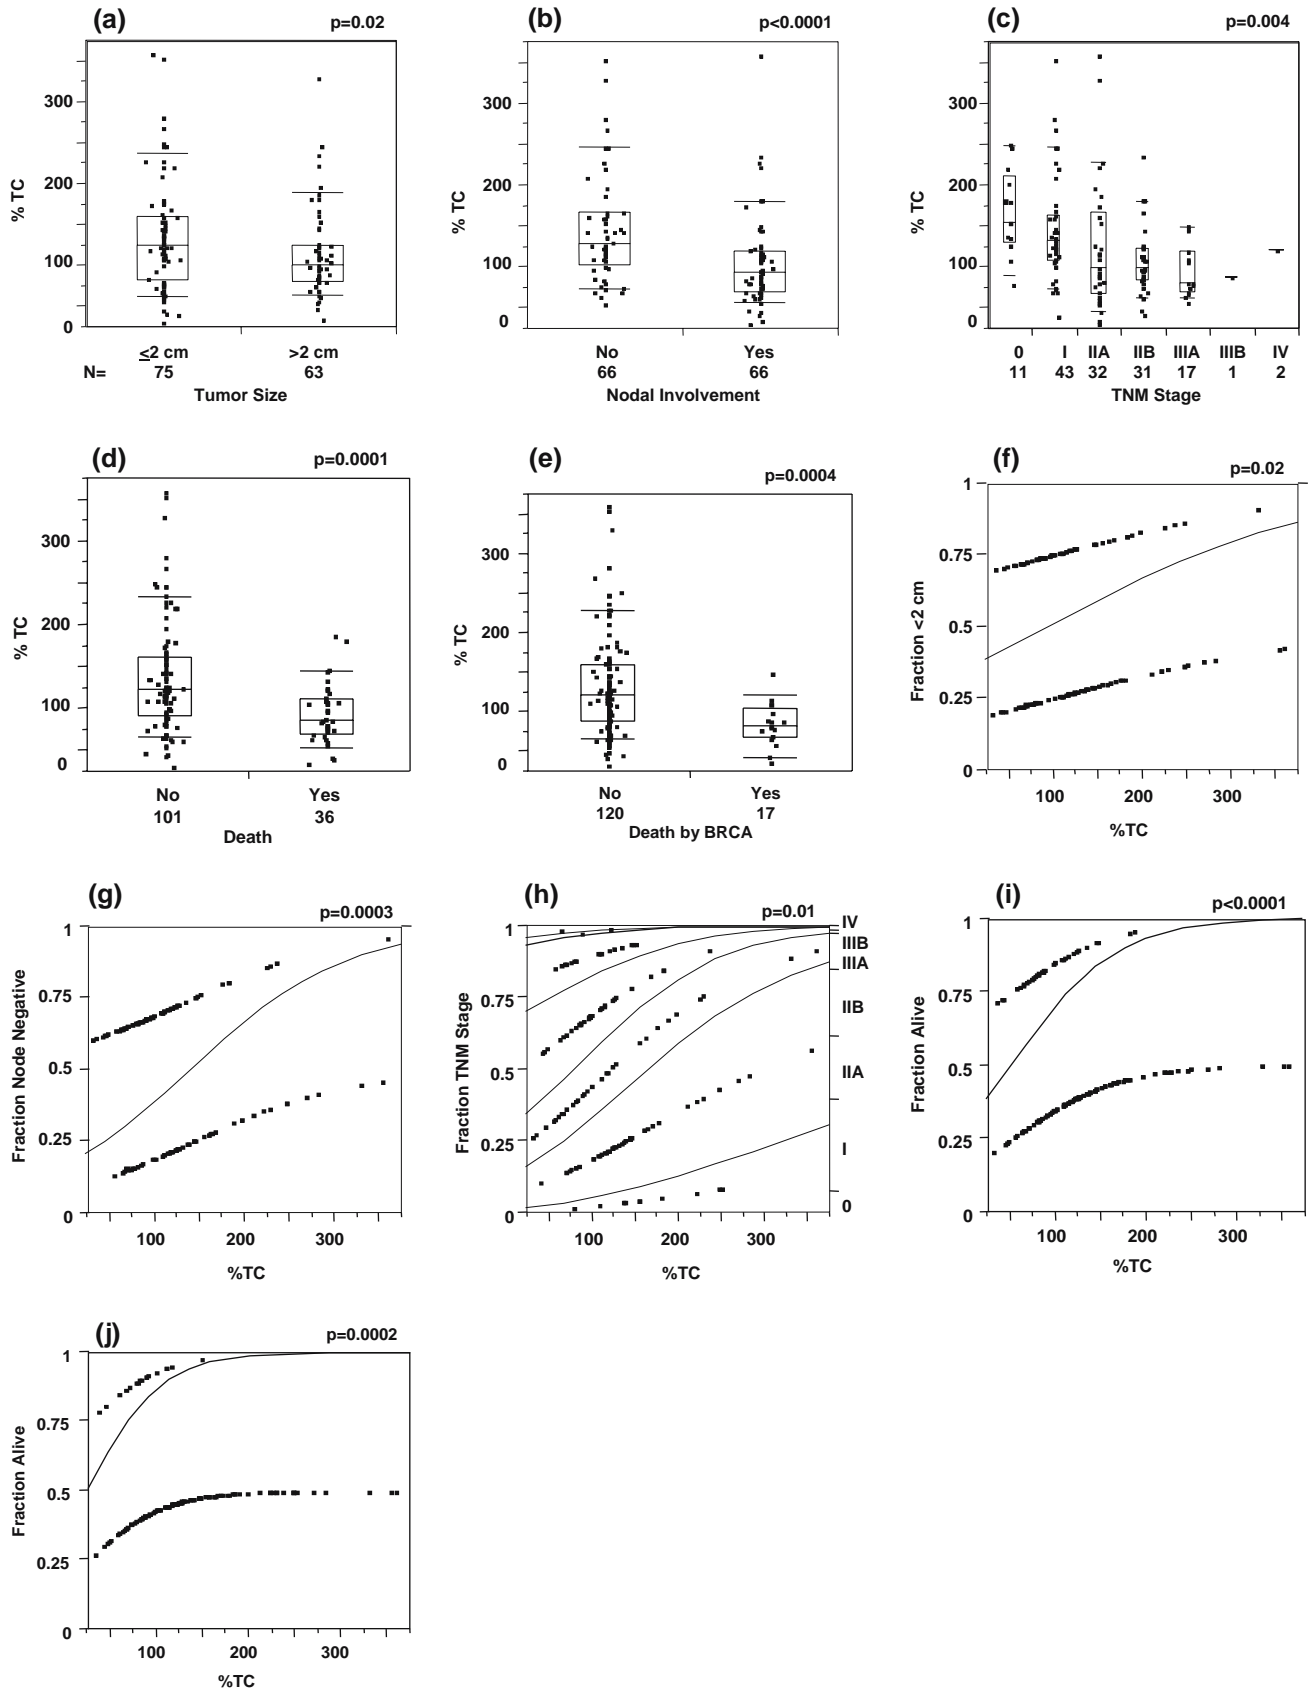 (a)
p=0.02
% TC
300
200
100
0
<2 cm
>2 cm
N=
75
63
Tumor Size
(b)
p<0.0001
% TC
300
200
100
0
No
Yes
66
66
Nodal Involvement
(c)
p=0.004
% TC
300
200
100
0
0
I
IIA
IIB
IIIA
IIIB
IV
11
43
32
31
17
1
2
TNM Stage
(d)
p=0.0001
% TC
300
200
100
0
No
Yes
101
36
Death
(e)
p=0.0004
% TC
300
200
100
0
No
Yes
120
17
Death by BRCA
(f)
p=0.02
Fraction <2 cm
1
0.75
0.5
0.25
0
100
200
300
%TC
(g)
p=0.0003
Fraction Node Negative
1
0.75
0.5
0.25
0
100
200
300
%TC
(h)
p=0.01
Fraction TNM Stage
1
0.75
0.5
0.25
0
IV
IIIB
IIIA
IIB
IIA
I
0
100
200
300
%TC
(i)
p<0.0001
Fraction Alive
1
0.75
0.5
0.25
0
100
200
300
%TC
(j)
p=0.0002
Fraction Alive
1
0.75
0.5
0.25
0
100
200
300
%TC